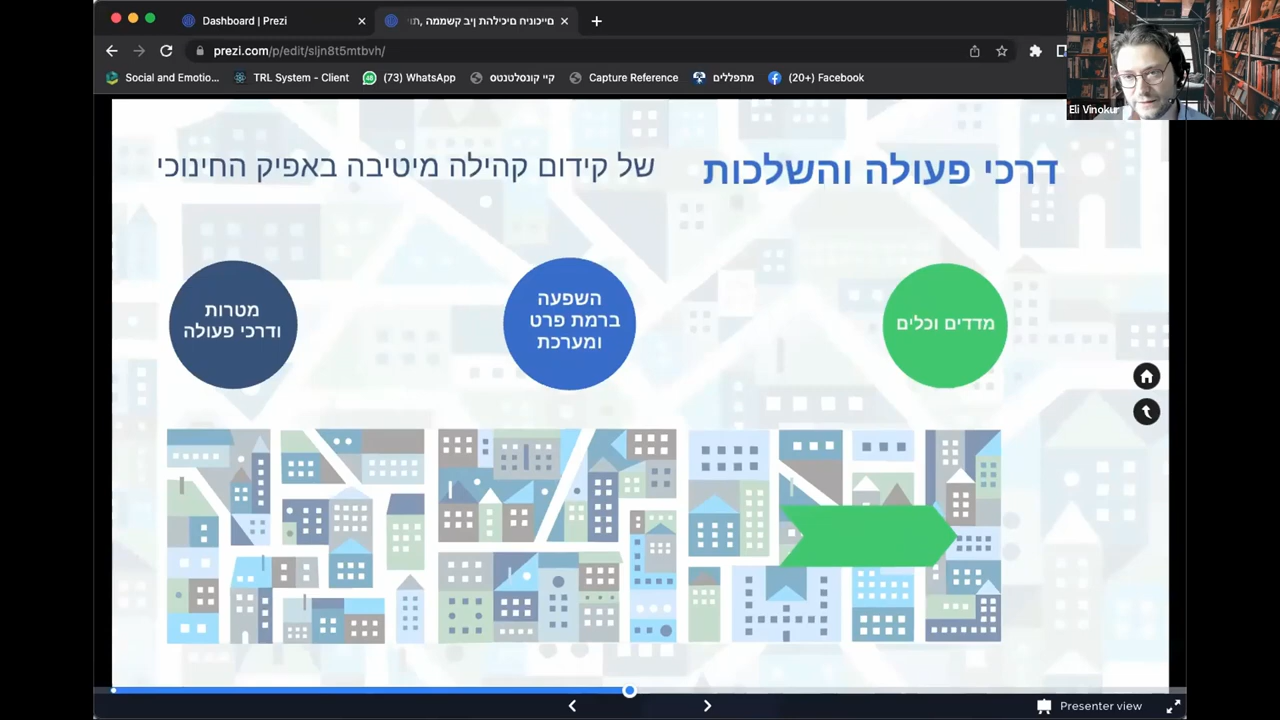 Dashboard | Prezi
prezi.com/p/edit/sljn8t5mtbvh/
Social and Emotio...
TRL System - Client
(73) WhatsApp
קיי קונסלטנטס
Capture Reference
מתפללים
(20+) Facebook
Eli Vinokur
דרכי פעולה והשלכות
של קידום קהילה מיטיבה באפיק החינוכי
מדדים וכלים
השפעה
ברמת פרט
ומערכת
מטרות
ודרכי פעולה
Presenter view